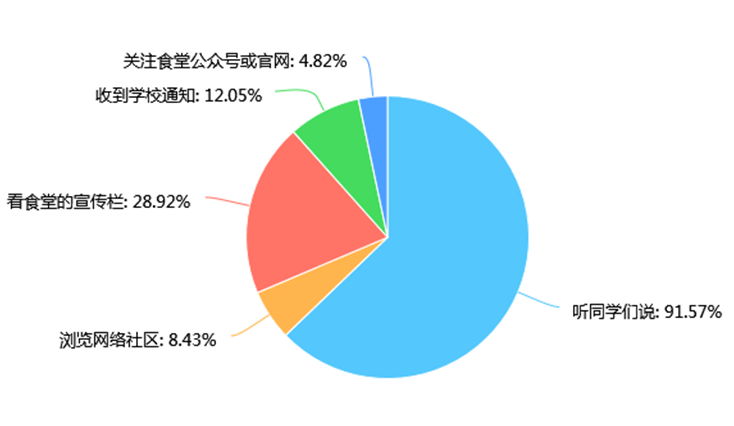 关注食堂公众号或官网: 4.82%
收到学校通知: 12.05%
看食堂的宣传栏: 28.92%
听同学们说: 91.57%
浏览网络社区: 8.43%